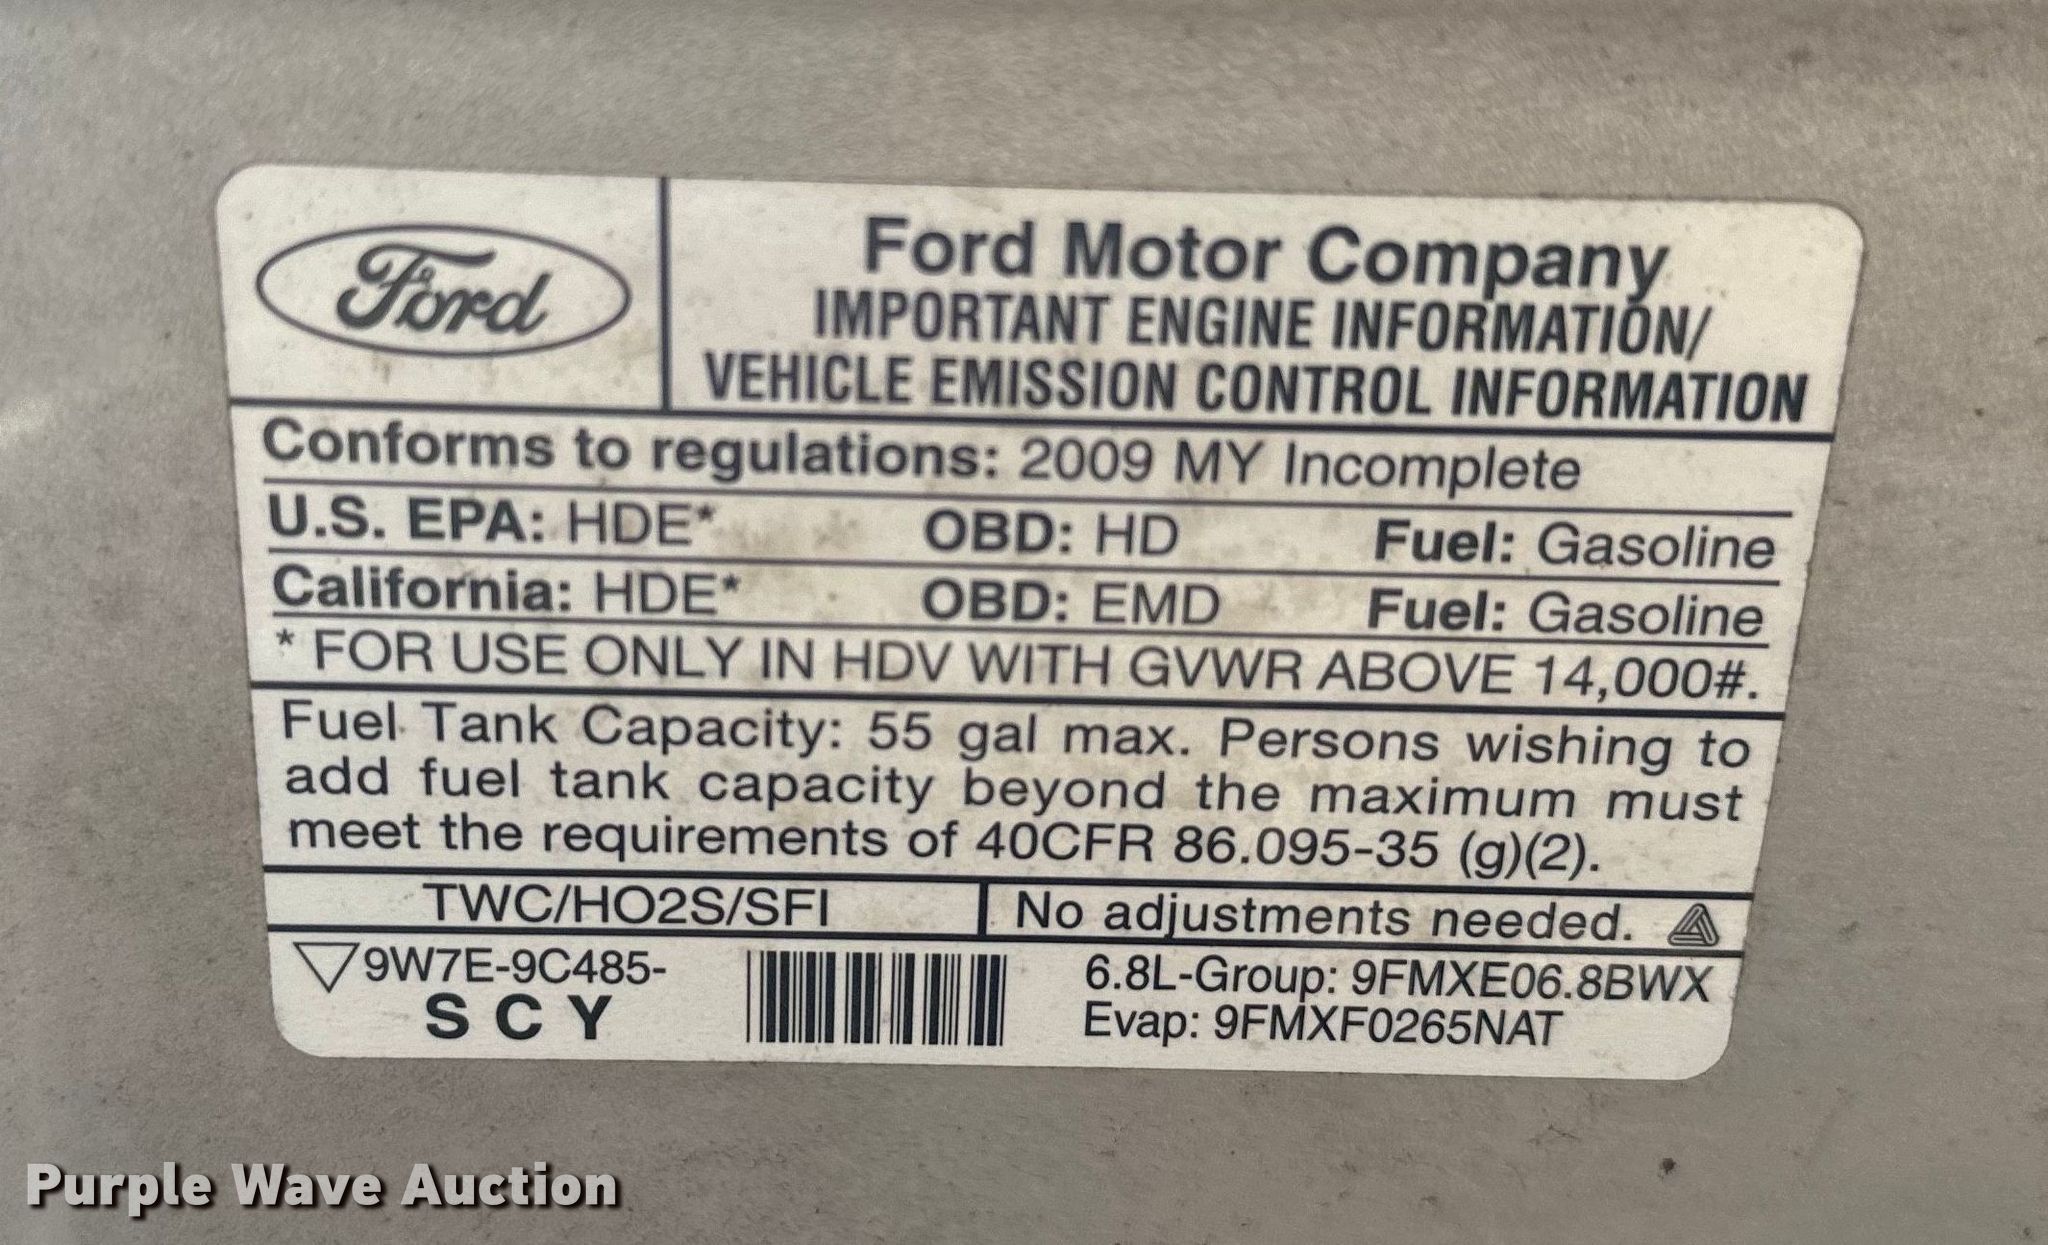 Ford
Ford Motor Company
IMPORTANT ENGINE INFORMATION/
VEHICLE EMISSION CONTROL INFORMATION
Conforms to regulations: 2009 MY Incomplete
U.S. EPA: HDE* OBD: HD Fuel: Gasoline
California: HDE* OBD: EMD Fuel: Gasoline
* FOR USE ONLY IN HDV WITH GVWR ABOVE 14,000#.
Fuel Tank Capacity: 55 gal max. Persons wishing to
add fuel tank capacity beyond the maximum must
meet the requirements of 40CFR 86.095-35 (g)(2).
TWC/HO2S/SFI No adjustments needed.
9W7E-9C485-
SCY
6.8L-Group: 9FMXE06.8BWX
Evap: 9FMXF0265NAT
Purple Wave Auction